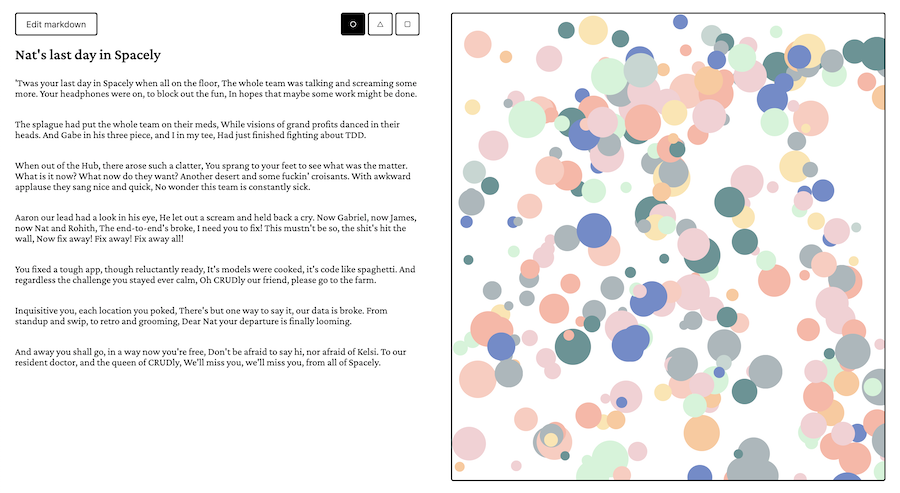 Edit markdown
Nat's last day in Spacely
'Twas your last day in Spacely when all on the floor, The whole team was talking and screaming some
more. Your headphones were on, to block out the fun, In hopes that maybe some work might be done.
The splague had put the whole team on their meds, While visions of grand profits danced in their
heads. And Gabe in his three piece, and I in my tee, Had just finished fighting about TDD.
When out of the Hub, there arose such a clatter, You sprang to your feet to see what was the matter.
What is it now? What now do they want? Another desert and some fuckin' croisants. With awkward
applause they sang nice and quick, No wonder this team is constantly sick.
Aaron our lead had a look in his eye, He let out a scream and held back a cry. Now Gabriel, now James,
now Nat and Rohith, The end-to-end's broke, I need you to fix! This mustn't be so, the shit's hit the
wall, Now fix away! Fix away! Fix away all!
You fixed a tough app, though reluctantly ready, It's models were cooked, it's code like spaghetti. And
regardless the challenge you stayed ever calm, Oh CRUDly our friend, please go to the farm.
Inquisitive you, each location you poked, There's but one way to say it, our data is broke. From
standup and swip, to retro and grooming, Dear Nat your departure is finally looming.
And away you shall go, in a way now you're free, Don't be afraid to say hi, nor afraid of Kelsi. To our
resident doctor, and the queen of CRUDly, We'll miss you, we'll miss you, from all of Spacely.